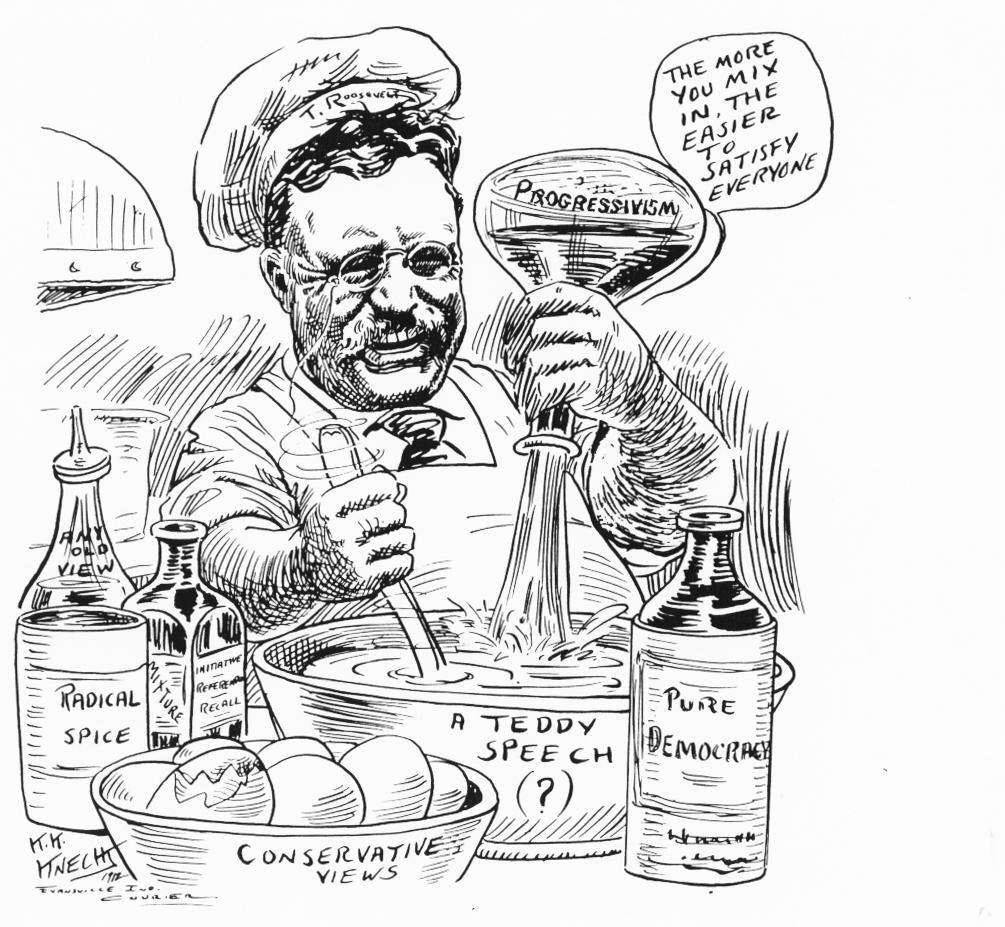 T. ROOSEVELT
THE MORE
YOU MIX
IN, THE
EASIER
TO
SATISFY
EVERYONE
PROGRESSIVISM
ANY
OLD
VIEW
RADICAL
SPICE
MIXTURE
INITIATIVE
REFERENDUM
RECALL
A TEDDY
SPEECH
(?)
PURE
DEMOCRACY
CONSERVATIVE
VIEWS
K.K.
KNECHT
1912
EVANSVILLE IND.
COURIER